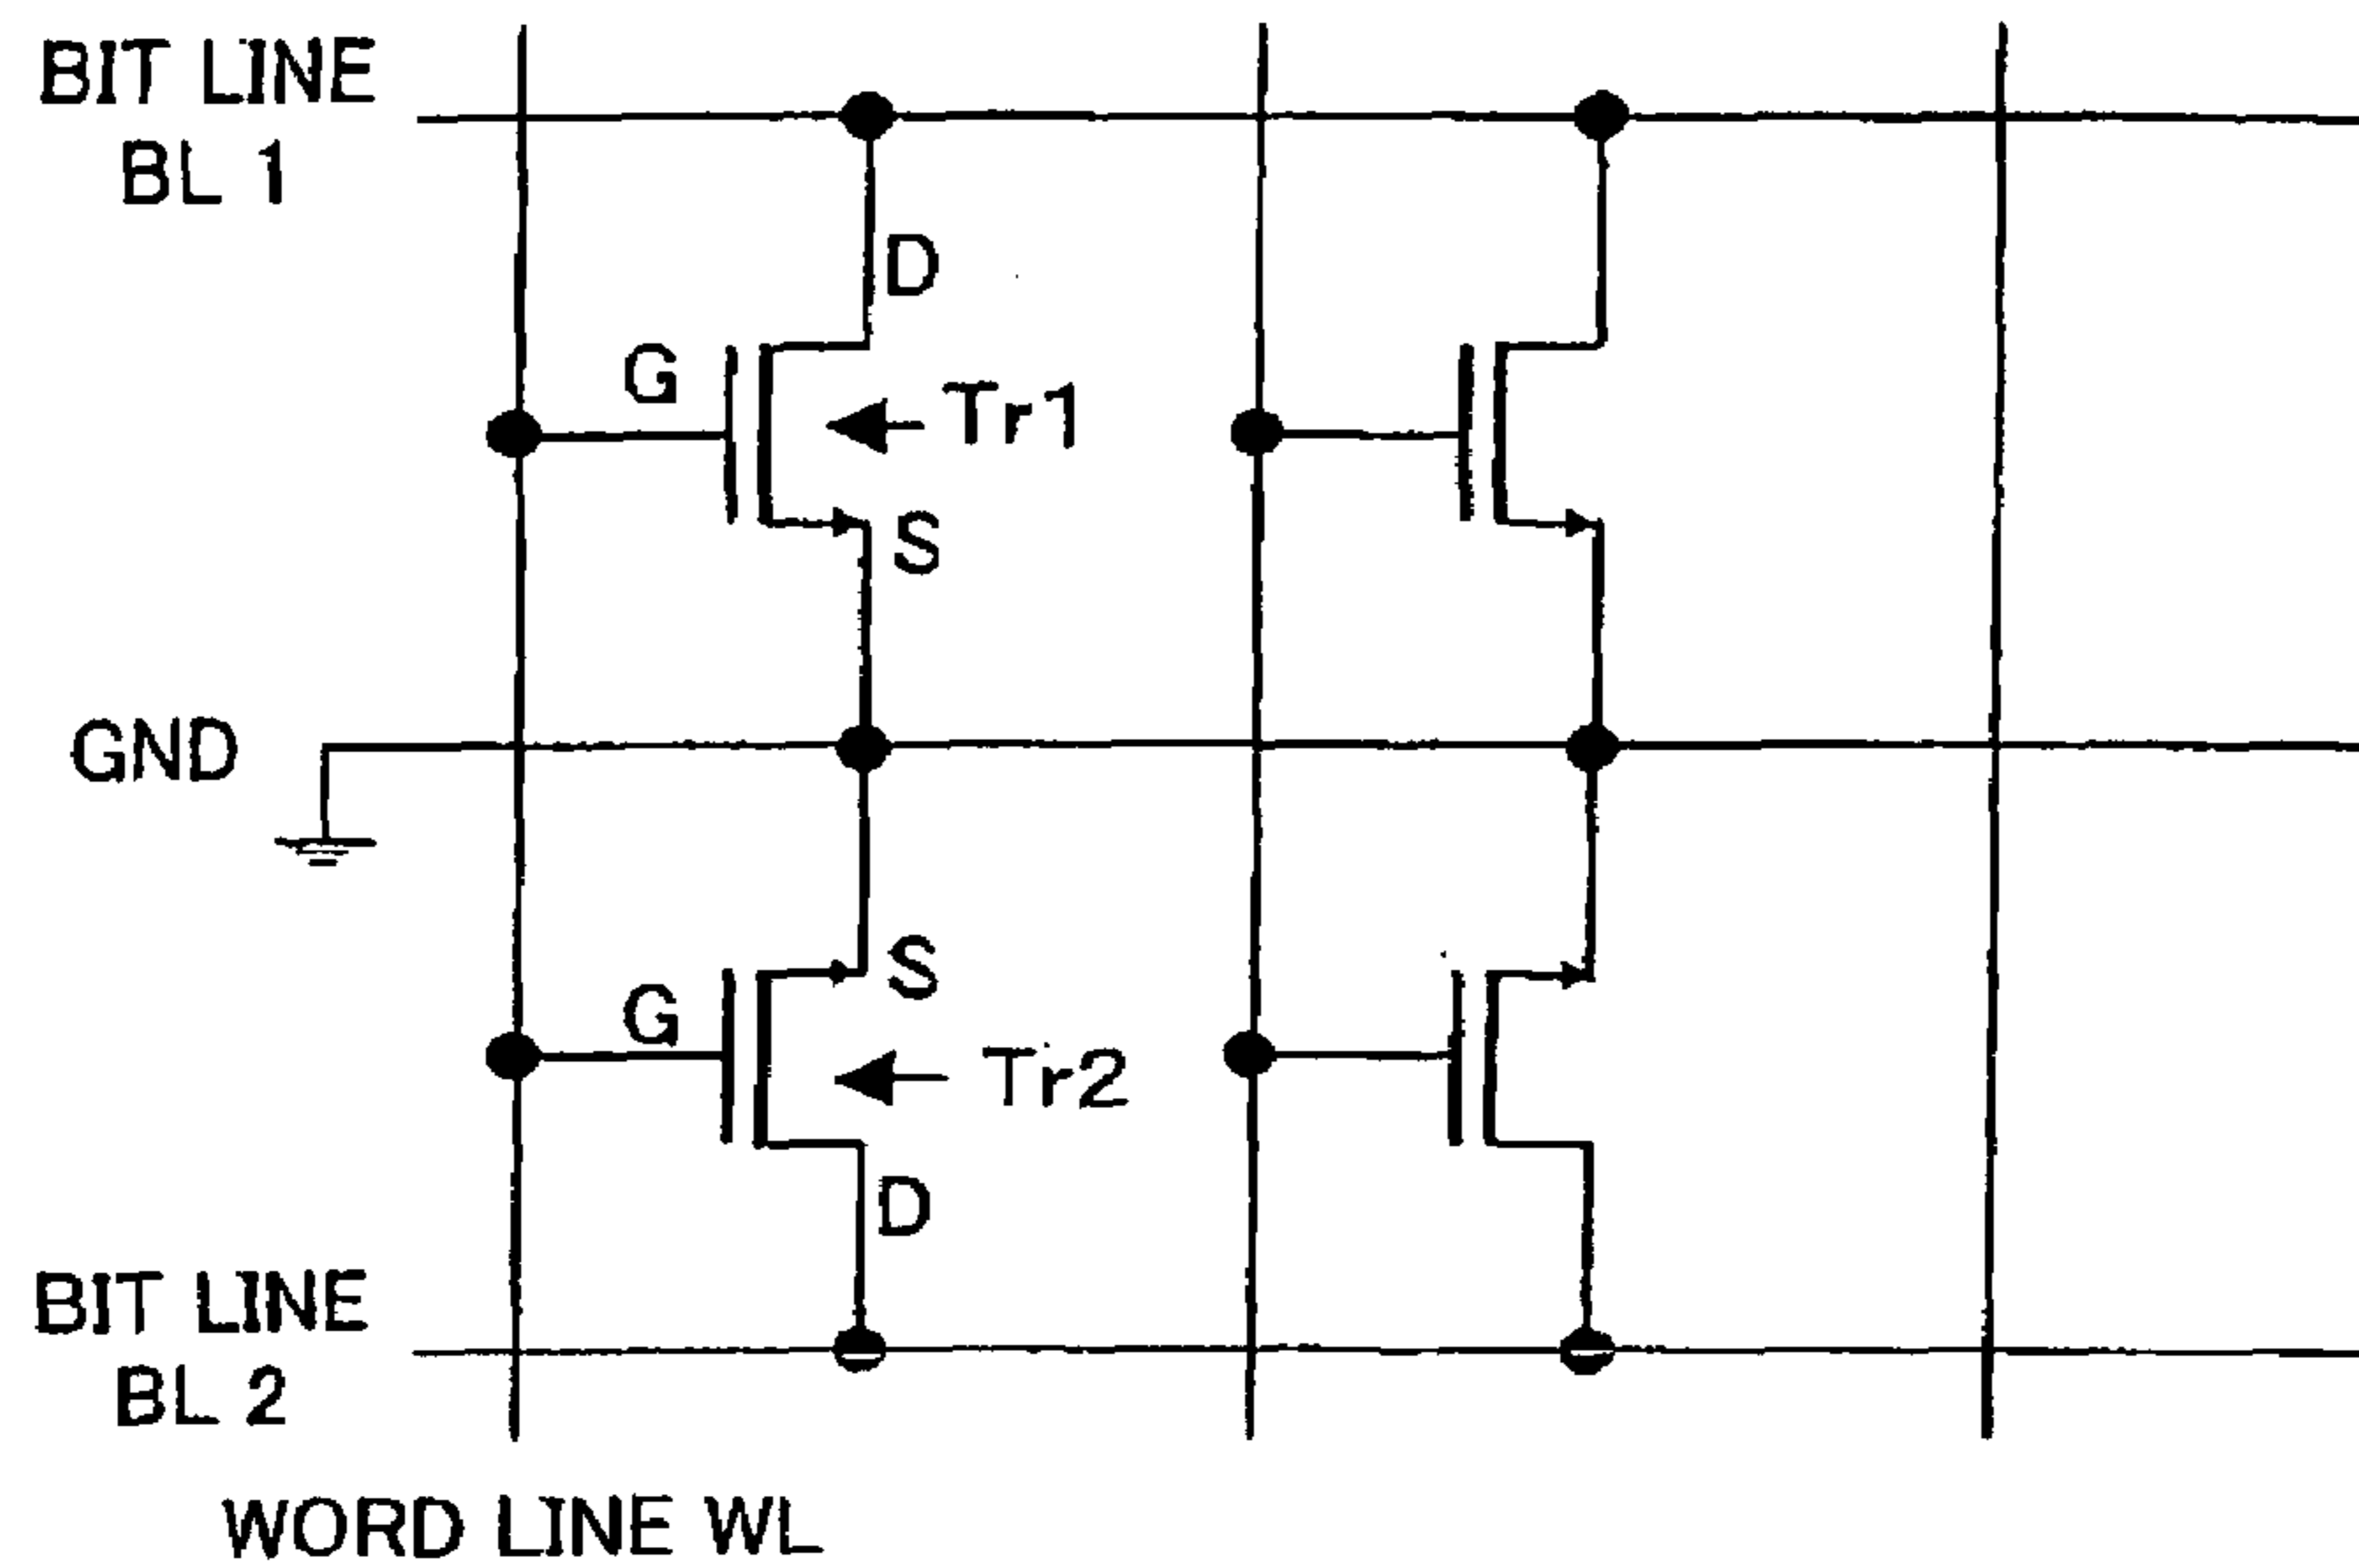 BIT LINE
BL 1
D
G
Tr1
S
GND
S
G
Tr2
D
BIT LINE
BL 2
WORD LINE WL